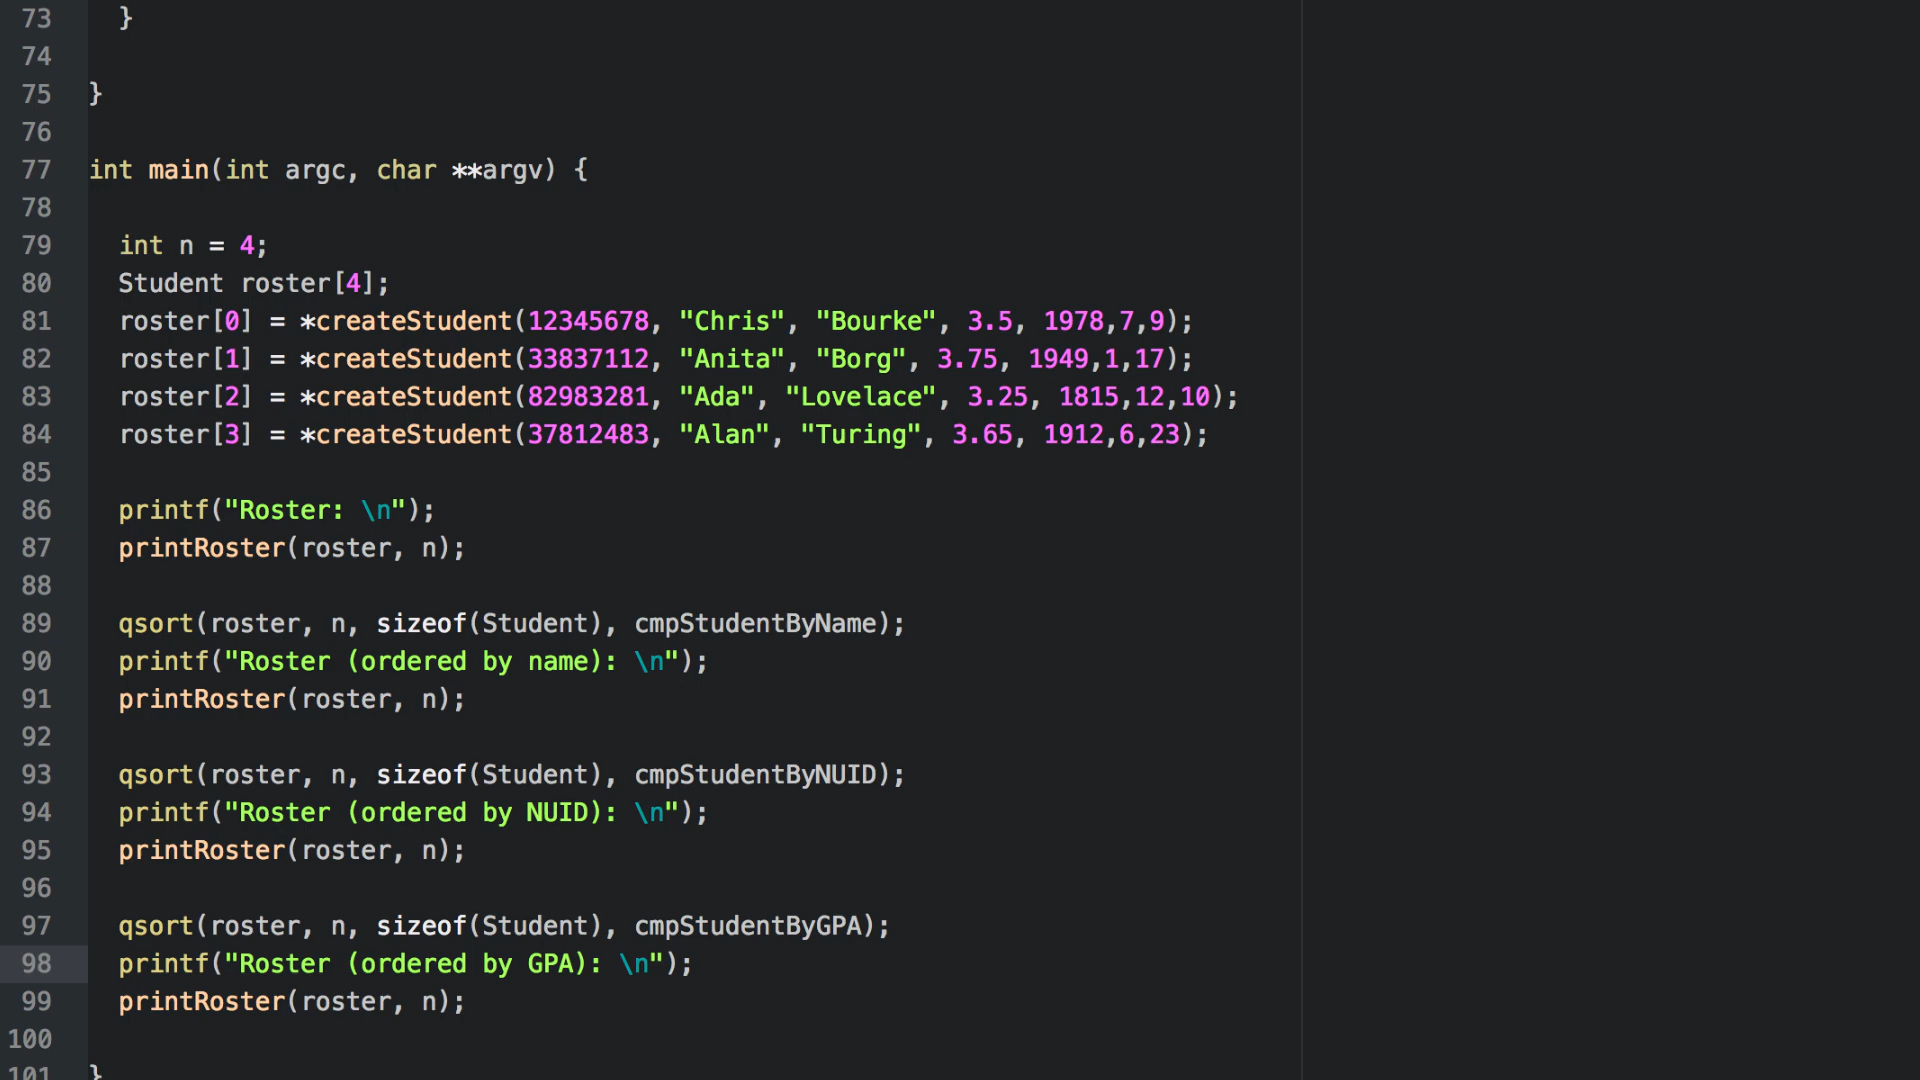 73   }
74
75 }
76
77 int main(int argc, char **argv) {
78
79   int n = 4;
80   Student roster[4];
81   roster[0] = *createStudent(12345678, "Chris", "Bourke", 3.5, 1978,7,9);
82   roster[1] = *createStudent(33837112, "Anita", "Borg", 3.75, 1949,1,17);
83   roster[2] = *createStudent(82983281, "Ada", "Lovelace", 3.25, 1815,12,10);
84   roster[3] = *createStudent(37812483, "Alan", "Turing", 3.65, 1912,6,23);
85
86   printf("Roster: \n");
87   printRoster(roster, n);
88
89   qsort(roster, n, sizeof(Student), cmpStudentByName);
90   printf("Roster (ordered by name): \n");
91   printRoster(roster, n);
92
93   qsort(roster, n, sizeof(Student), cmpStudentByNUID);
94   printf("Roster (ordered by NUID): \n");
95   printRoster(roster, n);
96
97   qsort(roster, n, sizeof(Student), cmpStudentByGPA);
98   printf("Roster (ordered by GPA): \n");
99   printRoster(roster, n);
100
101 }